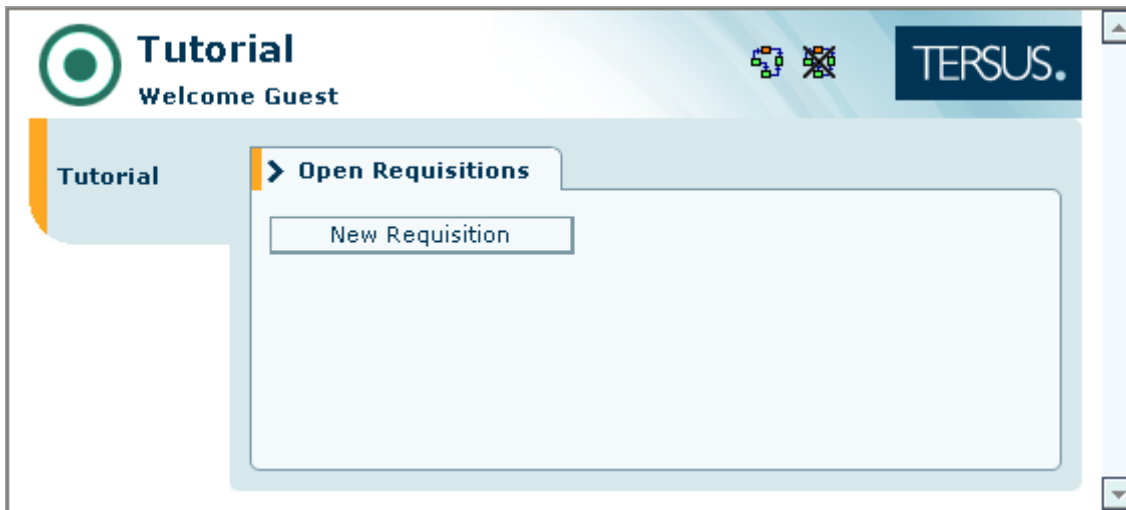 Tutorial
Welcome Guest
TERSUS.
Tutorial
Open Requisitions
New Requisition